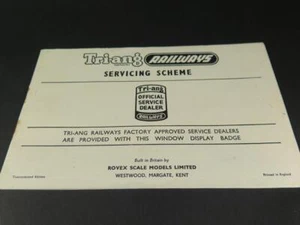 Tri-ang RAILWAYS
SERVICING SCHEME
Tri-ang
OFFICIAL
SERVICE
DEALER
RAILWAYS
TRI-ANG RAILWAYS FACTORY APPROVED SERVICE DEALERS
ARE PROVIDED WITH THIS WINDOW DISPLAY BADGE
Built in Britain by
ROVEX SCALE MODELS LIMITED
WESTWOOD, MARGATE, KENT
Printed in England